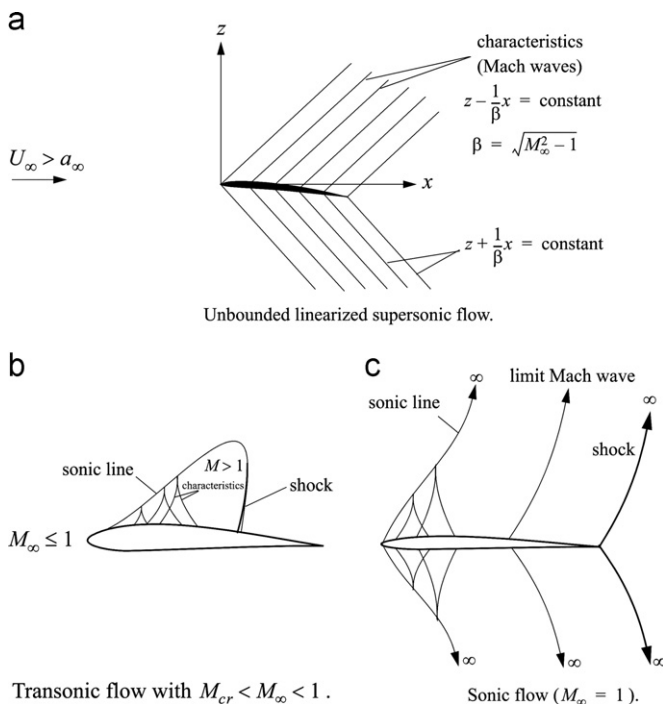 a
z
characteristics
(Mach waves)
z − 1/β x = constant
β = √(M∞² − 1)
U∞ > a∞
x
z + 1/β x = constant
Unbounded linearized supersonic flow.
b
c
∞
limit Mach wave
∞
sonic line
shock
sonic line
M > 1
characteristics
shock
M∞ ≤ 1
∞
∞
∞
Transonic flow with M_cr < M∞ < 1 .
Sonic flow (M∞ = 1).